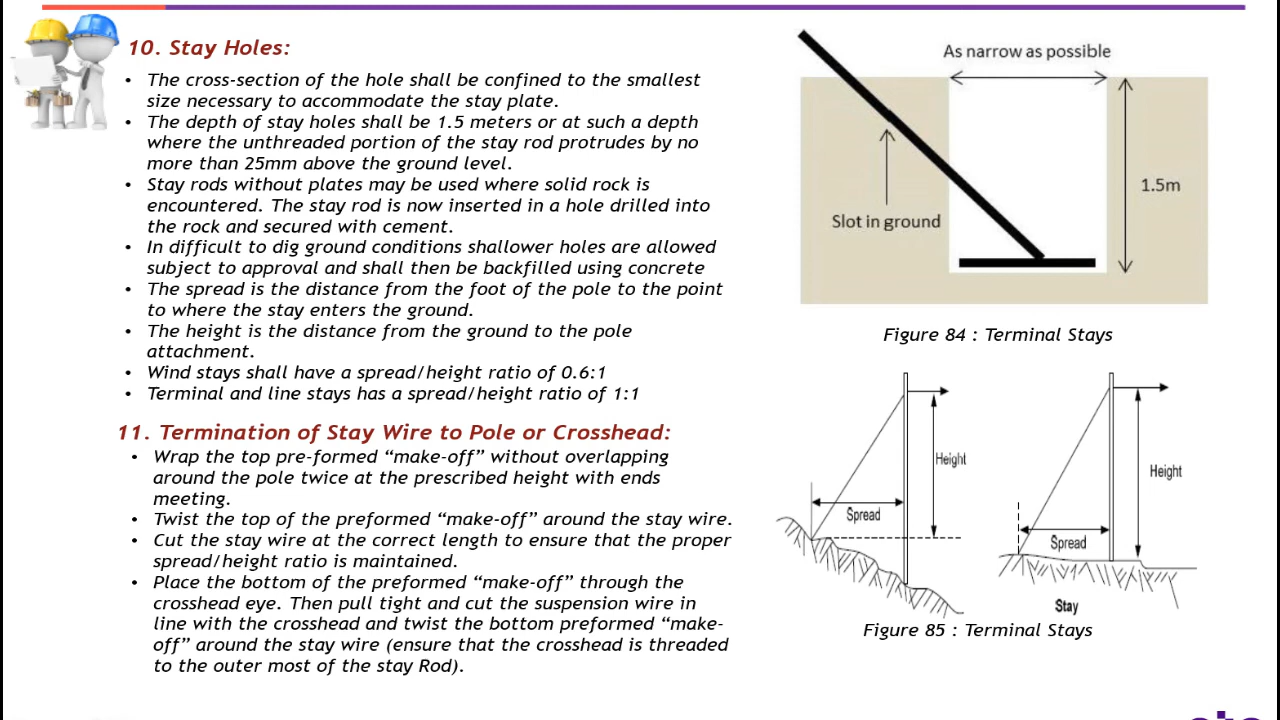 10. Stay Holes:
• The cross-section of the hole shall be confined to the smallest
size necessary to accommodate the stay plate.
• The depth of stay holes shall be 1.5 meters or at such a depth
where the unthreaded portion of the stay rod protrudes by no
more than 25mm above the ground level.
• Stay rods without plates may be used where solid rock is
encountered. The stay rod is now inserted in a hole drilled into
the rock and secured with cement.
• In difficult to dig ground conditions shallower holes are allowed
subject to approval and shall then be backfilled using concrete
• The spread is the distance from the foot of the pole to the point
to where the stay enters the ground.
• The height is the distance from the ground to the pole
attachment.
• Wind stays shall have a spread/height ratio of 0.6:1
• Terminal and line stays has a spread/height ratio of 1:1
11. Termination of Stay Wire to Pole or Crosshead:
• Wrap the top pre-formed “make-off” without overlapping
around the pole twice at the prescribed height with ends
meeting.
• Twist the top of the preformed “make-off” around the stay wire.
• Cut the stay wire at the correct length to ensure that the proper
spread/height ratio is maintained.
• Place the bottom of the preformed “make-off” through the
crosshead eye. Then pull tight and cut the suspension wire in
line with the crosshead and twist the bottom preformed “make-
off” around the stay wire (ensure that the crosshead is threaded
to the outer most of the stay Rod).
As narrow as possible
1.5m
Slot in ground
Figure 84 : Terminal Stays
Height
Spread
Height
Spread
Stay
Figure 85 : Terminal Stays